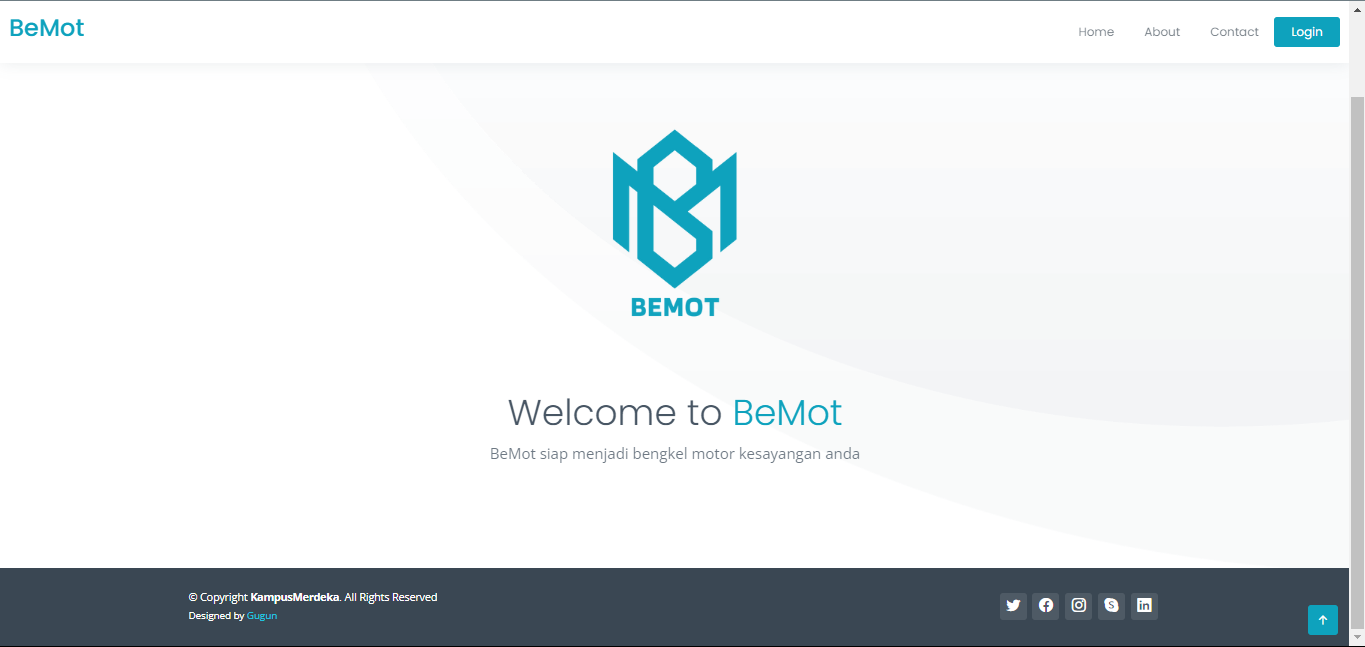 BeMot
Home About Contact Login
BEMOT
Welcome to BeMot
BeMot siap menjadi bengkel motor kesayangan anda
© Copyright KampusMerdeka. All Rights Reserved
Designed by Gugun